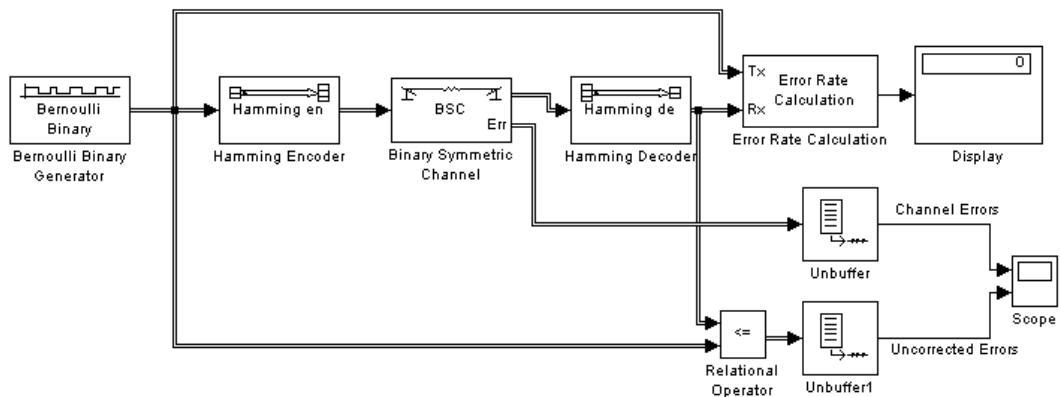 Bernoulli
Binary
Bernoulli Binary
Generator
Hamming en
Hamming Encoder
BSC
Err
Binary Symmetric
Channel
Hamming de
Hamming Decoder
Tx
Rx
Error Rate
Calculation
Error Rate Calculation
0
Display
Channel Errors
Unbuffer
Scope
<=
Relational
Operator
Unbuffer1
Uncorrected Errors